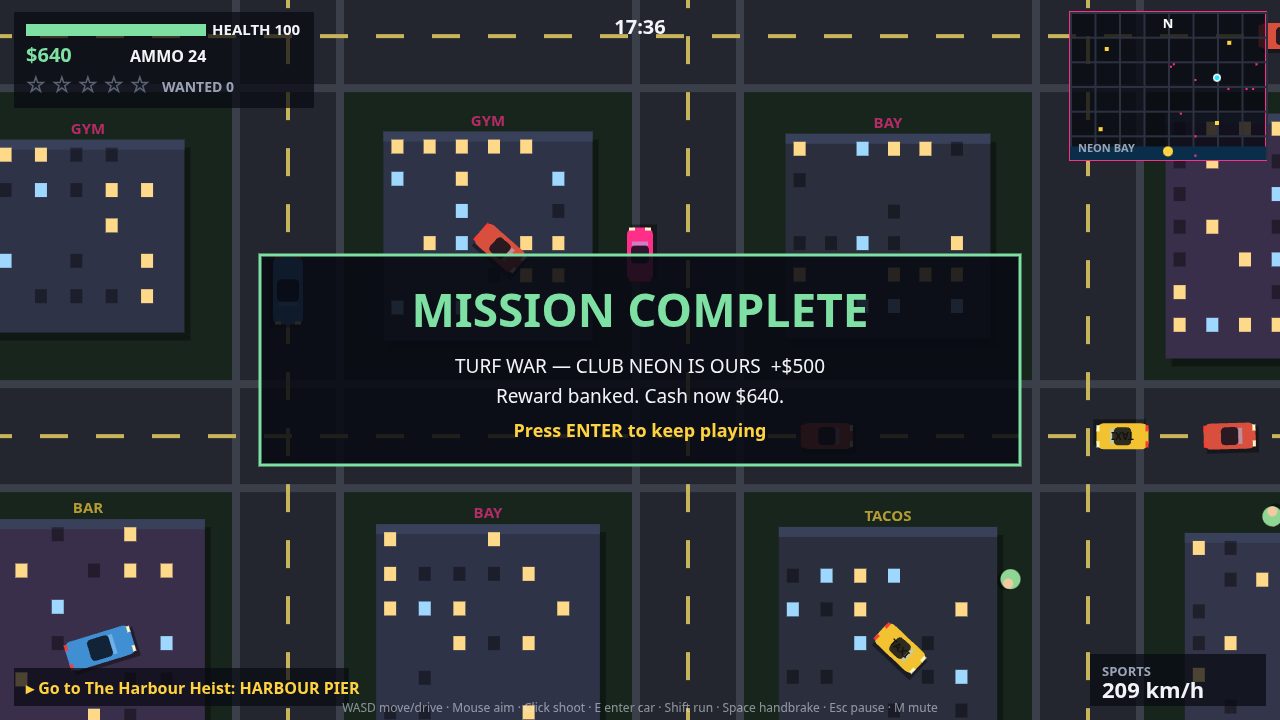 HEALTH 100
$640
AMMO 24
☆ ☆ ☆ ☆ ☆ WANTED 0
17:36
N
NEON BAY
GYM
GYM
BAY
MISSION COMPLETE
TURF WAR — CLUB NEON IS OURS +$500
Reward banked. Cash now $640.
Press ENTER to keep playing
TAXI
BAR
BAY
TACOS
TAXI
▸ Go to The Harbour Heist: HARBOUR PIER
SPORTS
209 km/h
WASD move/drive · Mouse aim · Click shoot · E enter car · Shift run · Space handbrake · Esc pause · M mute